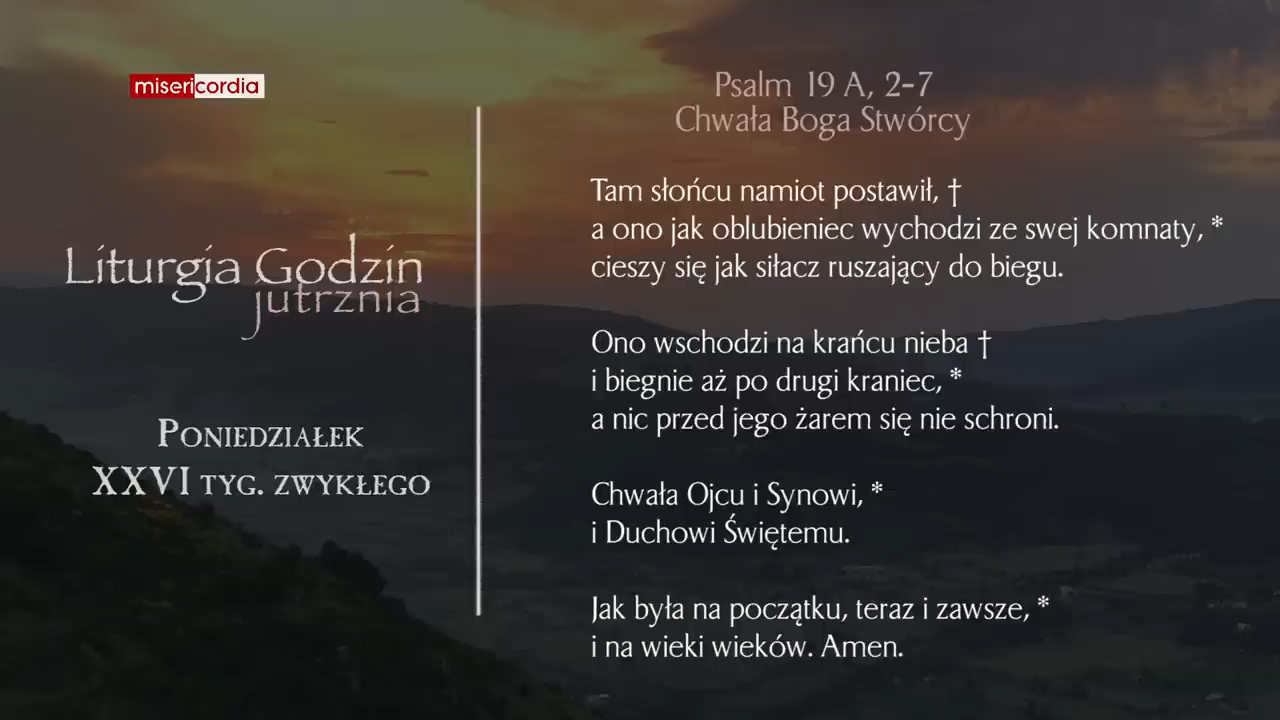 misericordia
Liturgia Godzin
jutrznia
Poniedziałek
XXVI tyg. zwykłego
Psalm 19 A, 2-7
Chwała Boga Stwórcy
Tam słońcu namiot postawił, †
a ono jak oblubieniec wychodzi ze swej komnaty, *
cieszy się jak siłacz ruszający do biegu.
Ono wschodzi na krańcu nieba †
i biegnie aż po drugi kraniec, *
a nic przed jego żarem się nie schroni.
Chwała Ojcu i Synowi, *
i Duchowi Świętemu.
Jak była na początku, teraz i zawsze, *
i na wieki wieków. Amen.